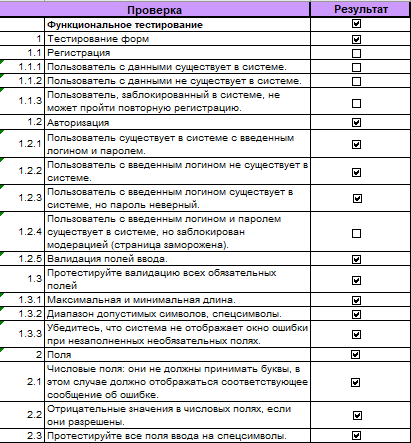 Проверка Результат
Функциональное тестирование
1 Тестирование форм
1.1 Регистрация
1.1.1 Пользователь с данными существует в системе.
1.1.2 Пользователь с данными не существует в системе.
1.1.3 Пользователь, заблокированный в системе, не
может пройти повторную регистрацию.
1.2 Авторизация
1.2.1 Пользователь существует в системе с введенным
логином и паролем.
1.2.2 Пользователь с введенным логином не существует в
системе.
1.2.3 Пользователь с введенным логином существует в
системе, но пароль неверный.
1.2.4 Пользователь с введенным логином и паролем
существует в системе, но заблокирован
модерацией (страница заморожена).
1.2.5 Валидация полей ввода.
1.3 Протестируйте валидацию всех обязательных
полей
1.3.1 Максимальная и минимальная длина.
1.3.2 Диапазон допустимых символов, спецсимволы.
1.3.3 Убедитесь, что система не отображает окно ошибки
при незаполненных необязательных полях.
2 Поля
2.1 Числовые поля: они не должны принимать буквы, в
этом случае должно отображаться соответствующее
сообщение об ошибке.
2.2 Отрицательные значения в числовых полях, если
они разрешены.
2.3 Протестируйте все поля ввода на спецсимволы.